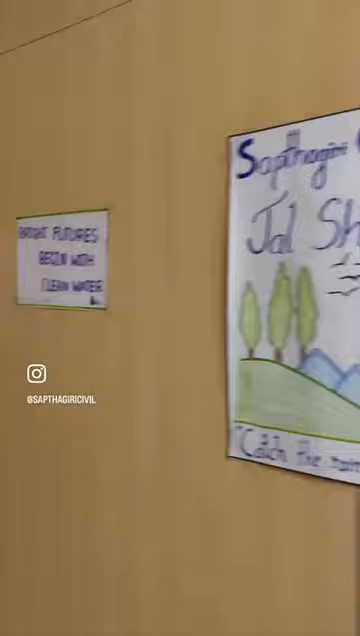 BRIGHT FUTURES
BEGIN WITH
CLEAN WATER
@SAPTHAGIRICIVIL
Sapthagiri
Jal Sh
"Catch the rain